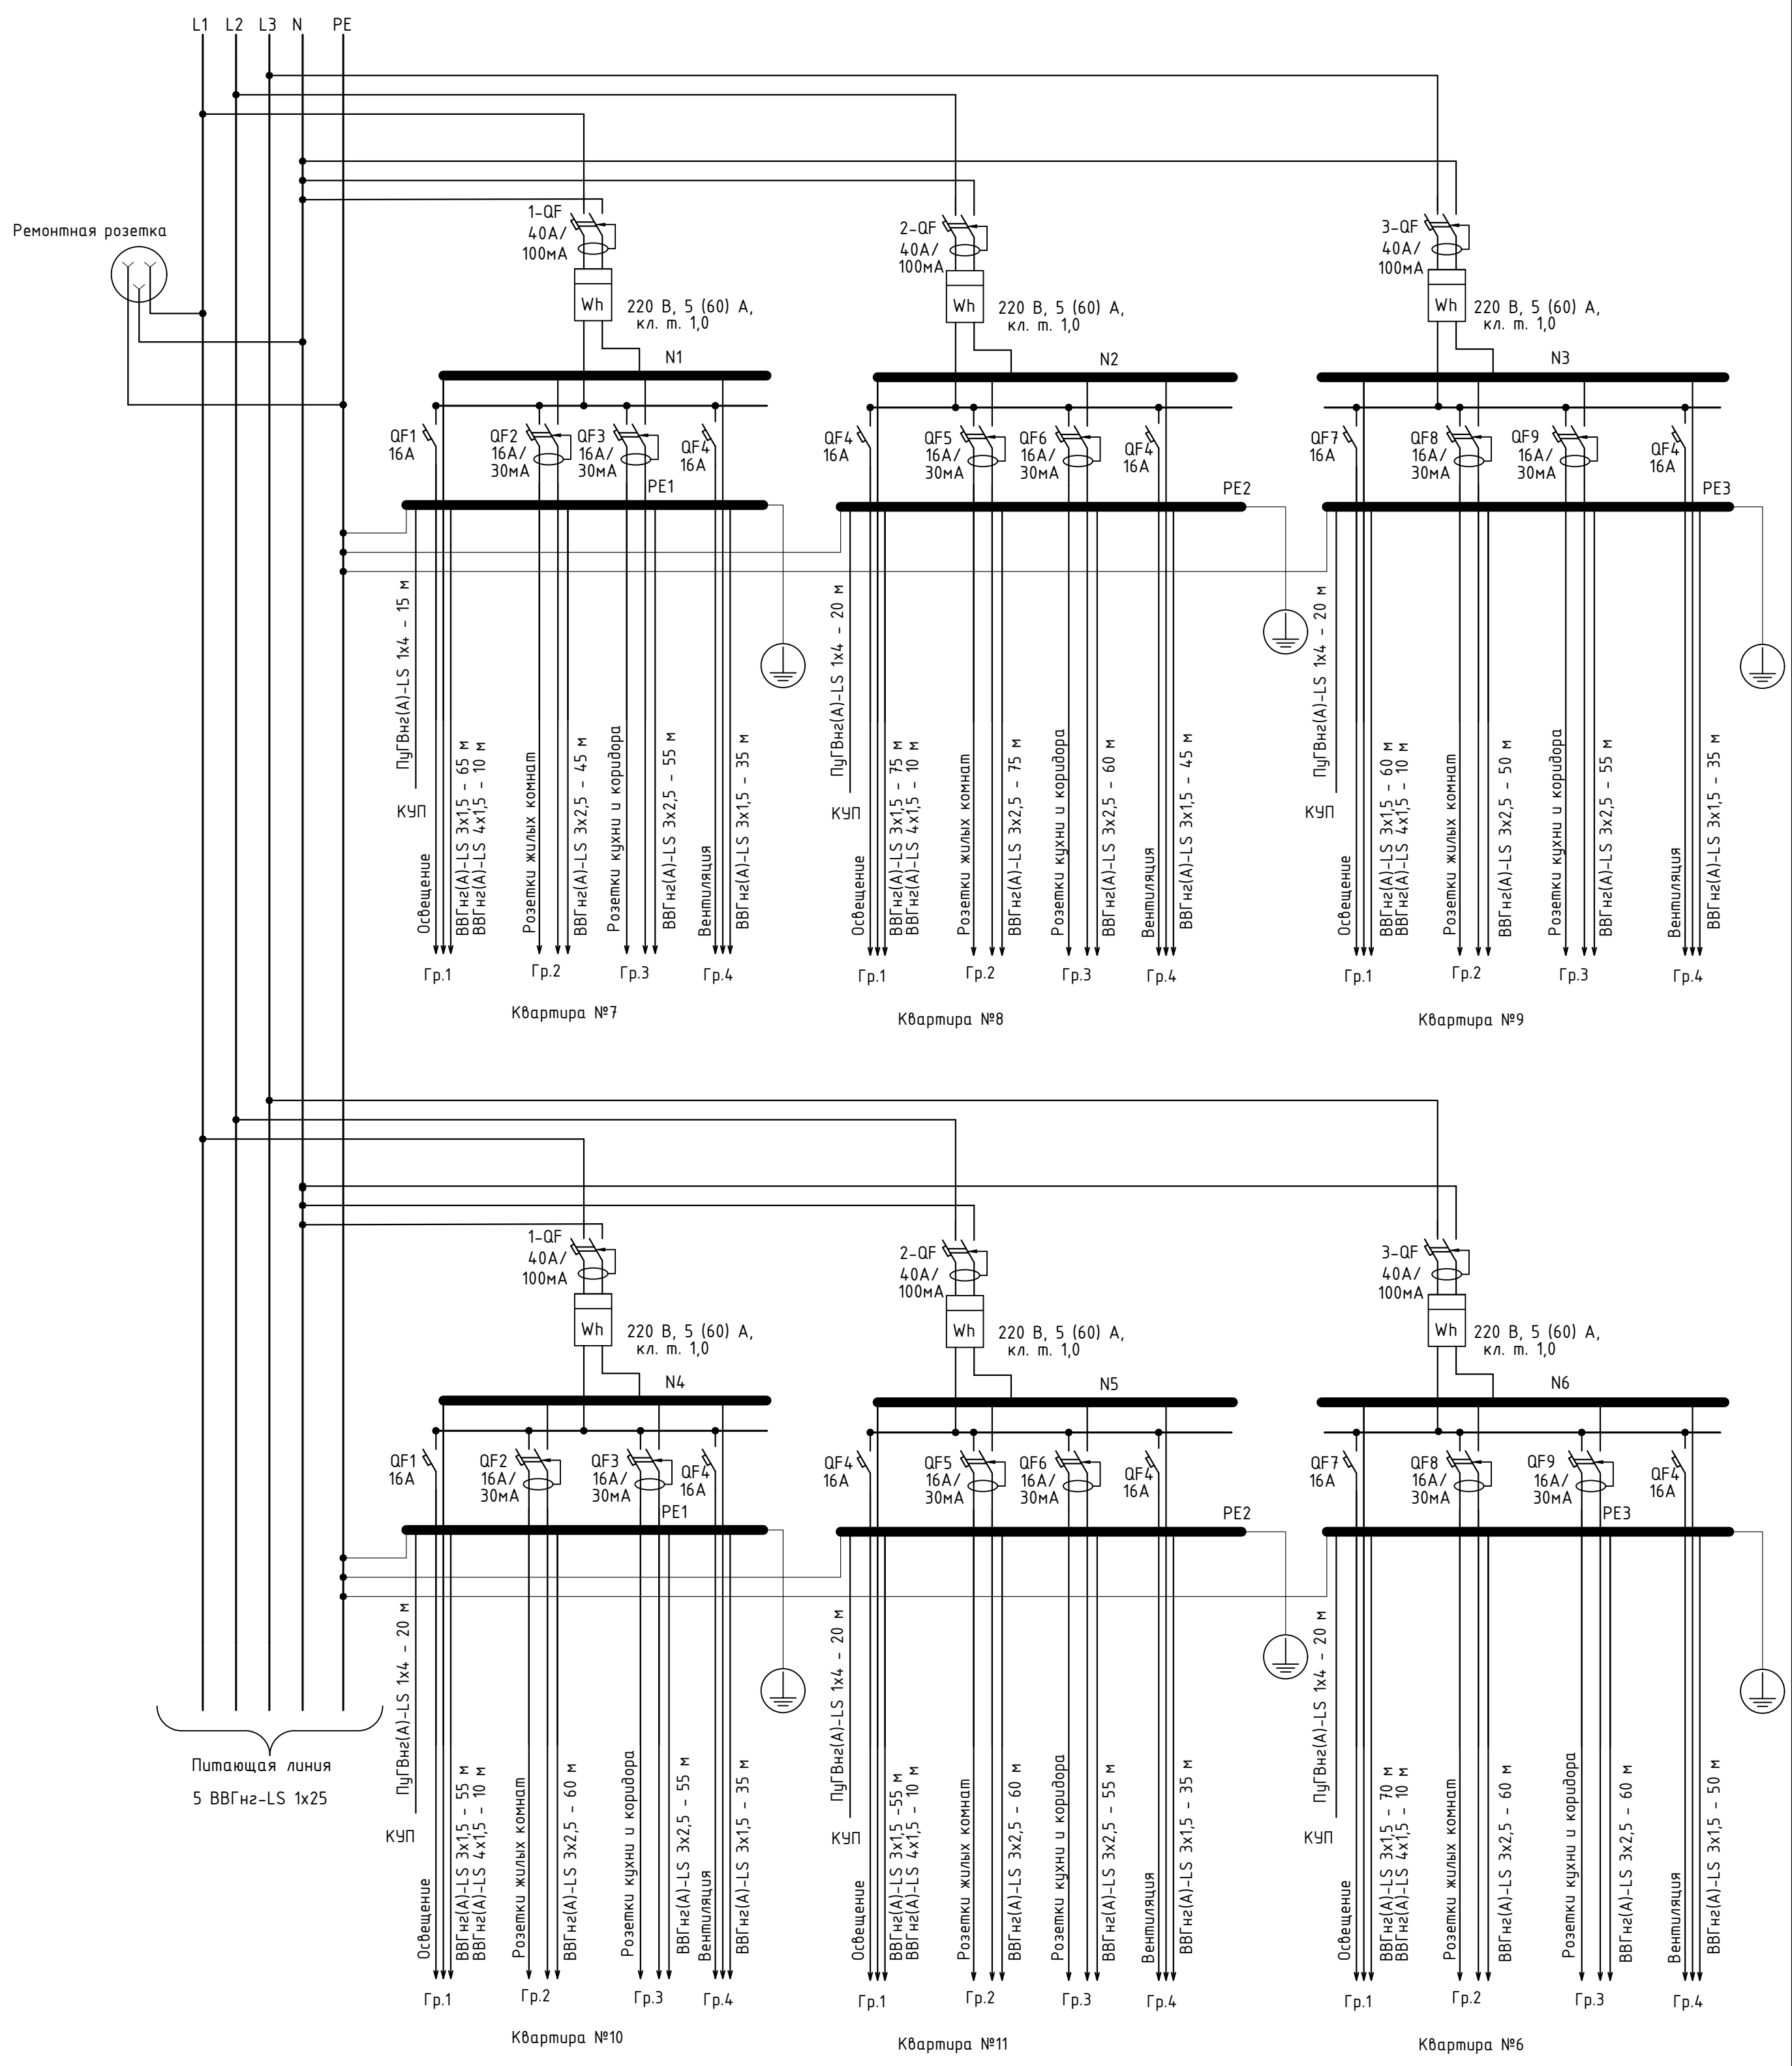 L1 L2 L3 N PE
Ремонтная розетка
1-QF
40А/
100мА
Wh
220 В, 5 (60) А,
кл. т. 1,0
N1
QF1
16А
QF2
16А/
30мА
QF3
16А/
30мА
QF4
16А
PE1
ПуГВнг(А)-LS 1х4 - 15 м
КУП
Освещение
ВВГнг(А)-LS 3х1,5 - 65 м
ВВГнг(А)-LS 4х1,5 - 10 м
Розетки жилых комнат
ВВГнг(А)-LS 3х2,5 - 45 м
Розетки кухни и коридора
ВВГнг(А)-LS 3х2,5 - 55 м
Вентиляция
ВВГнг(А)-LS 3х1,5 - 35 м
Гр.1
Гр.2
Гр.3
Гр.4
Квартира №7
2-QF
40А/
100мА
Wh
220 В, 5 (60) А,
кл. т. 1,0
N2
QF4
16А
QF5
16А/
30мА
QF6
16А/
30мА
QF4
16А
PE2
ПуГВнг(А)-LS 1х4 - 20 м
КУП
Освещение
ВВГнг(А)-LS 3х1,5 - 75 м
ВВГнг(А)-LS 4х1,5 - 10 м
Розетки жилых комнат
ВВГнг(А)-LS 3х2,5 - 75 м
Розетки кухни и коридора
ВВГнг(А)-LS 3х2,5 - 60 м
Вентиляция
ВВГнг(А)-LS 3х1,5 - 45 м
Гр.1
Гр.2
Гр.3
Гр.4
Квартира №8
3-QF
40А/
100мА
Wh
220 В, 5 (60) А,
кл. т. 1,0
N3
QF7
16А
QF8
16А/
30мА
QF9
16А/
30мА
QF4
16А
PE3
ПуГВнг(А)-LS 1х4 - 20 м
КУП
Освещение
ВВГнг(А)-LS 3х1,5 - 60 м
ВВГнг(А)-LS 4х1,5 - 10 м
Розетки жилых комнат
ВВГнг(А)-LS 3х2,5 - 50 м
Розетки кухни и коридора
ВВГнг(А)-LS 3х2,5 - 55 м
Вентиляция
ВВГнг(А)-LS 3х1,5 - 35 м
Гр.1
Гр.2
Гр.3
Гр.4
Квартира №9
1-QF
40А/
100мА
Wh
220 В, 5 (60) А,
кл. т. 1,0
N4
QF1
16А
QF2
16А/
30мА
QF3
16А/
30мА
QF4
16А
PE1
ПуГВнг(А)-LS 1х4 - 20 м
КУП
Освещение
ВВГнг(А)-LS 3х1,5 - 55 м
ВВГнг(А)-LS 4х1,5 - 10 м
Розетки жилых комнат
ВВГнг(А)-LS 3х2,5 - 60 м
Розетки кухни и коридора
ВВГнг(А)-LS 3х2,5 - 55 м
Вентиляция
ВВГнг(А)-LS 3х1,5 - 35 м
Гр.1
Гр.2
Гр.3
Гр.4
Квартира №10
2-QF
40А/
100мА
Wh
220 В, 5 (60) А,
кл. т. 1,0
N5
QF4
16А
QF5
16А/
30мА
QF6
16А/
30мА
QF4
16А
PE2
ПуГВнг(А)-LS 1х4 - 20 м
КУП
Освещение
ВВГнг(А)-LS 3х1,5 -55 м
ВВГнг(А)-LS 4х1,5 - 10 м
Розетки жилых комнат
ВВГнг(А)-LS 3х2,5 - 60 м
Розетки кухни и коридора
ВВГнг(А)-LS 3х2,5 - 55 м
Вентиляция
ВВГнг(А)-LS 3х1,5 - 35 м
Гр.1
Гр.2
Гр.3
Гр.4
Квартира №11
3-QF
40А/
100мА
Wh
220 В, 5 (60) А,
кл. т. 1,0
N6
QF7
16А
QF8
16А/
30мА
QF9
16А/
30мА
QF4
16А
PE3
ПуГВнг(А)-LS 1х4 - 20 м
КУП
Освещение
ВВГнг(А)-LS 3х1,5 - 70 м
ВВГнг(А)-LS 4х1,5 - 10 м
Розетки жилых комнат
ВВГнг(А)-LS 3х2,5 - 60 м
Розетки кухни и коридора
ВВГнг(А)-LS 3х2,5 - 60 м
Вентиляция
ВВГнг(А)-LS 3х1,5 - 50 м
Гр.1
Гр.2
Гр.3
Гр.4
Квартира №6
Питающая линия
5 ВВГнг-LS 1х25